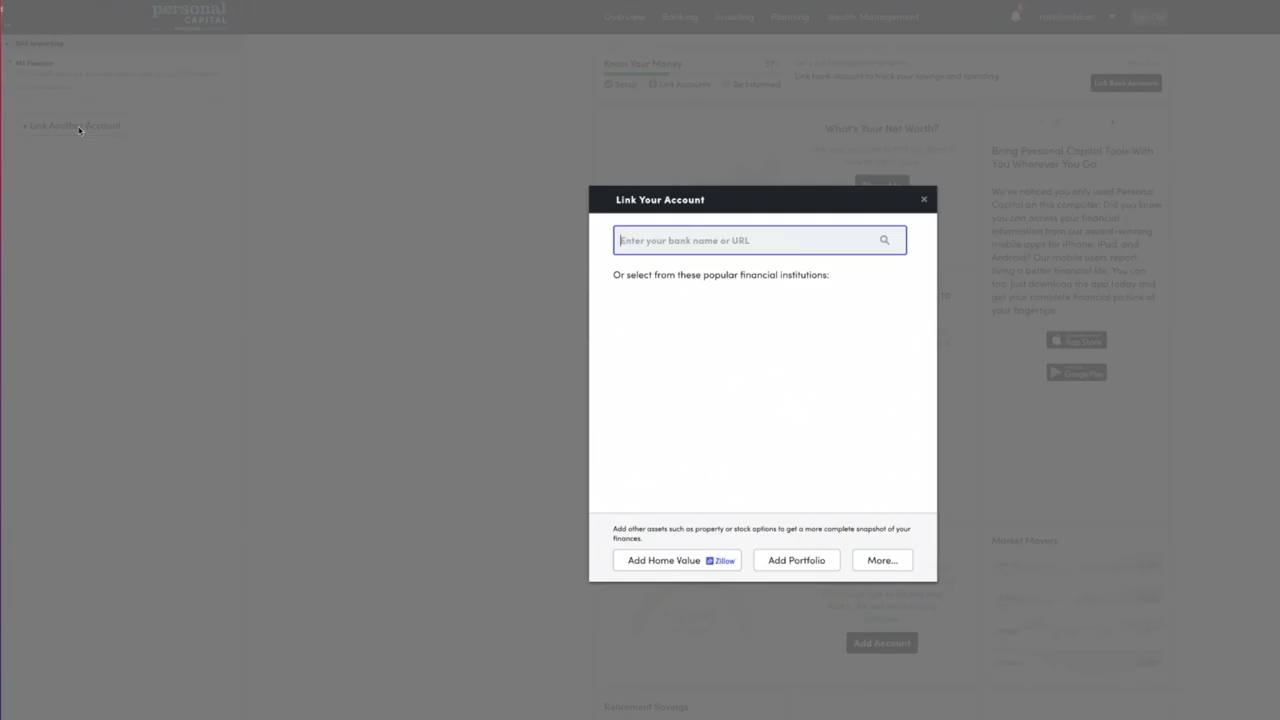 personal
CAPITAL
Overview Banking Investing Planning Wealth Management
Know Your Money
Link bank account to track your savings and spending.
Setup Link Accounts Be Informed
Link Bank Accounts
+ Link Another Account
What's Your Net Worth?
Bring Personal Capital Tools With
You Wherever You Go
We've noticed you only used Personal
Capital on this computer. Did you know
you can access your financial
information from our award-winning
mobile apps for iPhone, iPad, and
Android? Our mobile users report
living a better financial life. You can
too. Just download the app today and
get your complete financial picture at
your fingertips.
App Store
Google Play
Link Your Account
Enter your bank name or URL
Or select from these popular financial institutions:
Add other assets such as property or stock options to get a more complete snapshot of your
finances.
Add Home Value Zillow Add Portfolio More...
Market Movers
Add Account
Retirement Savings